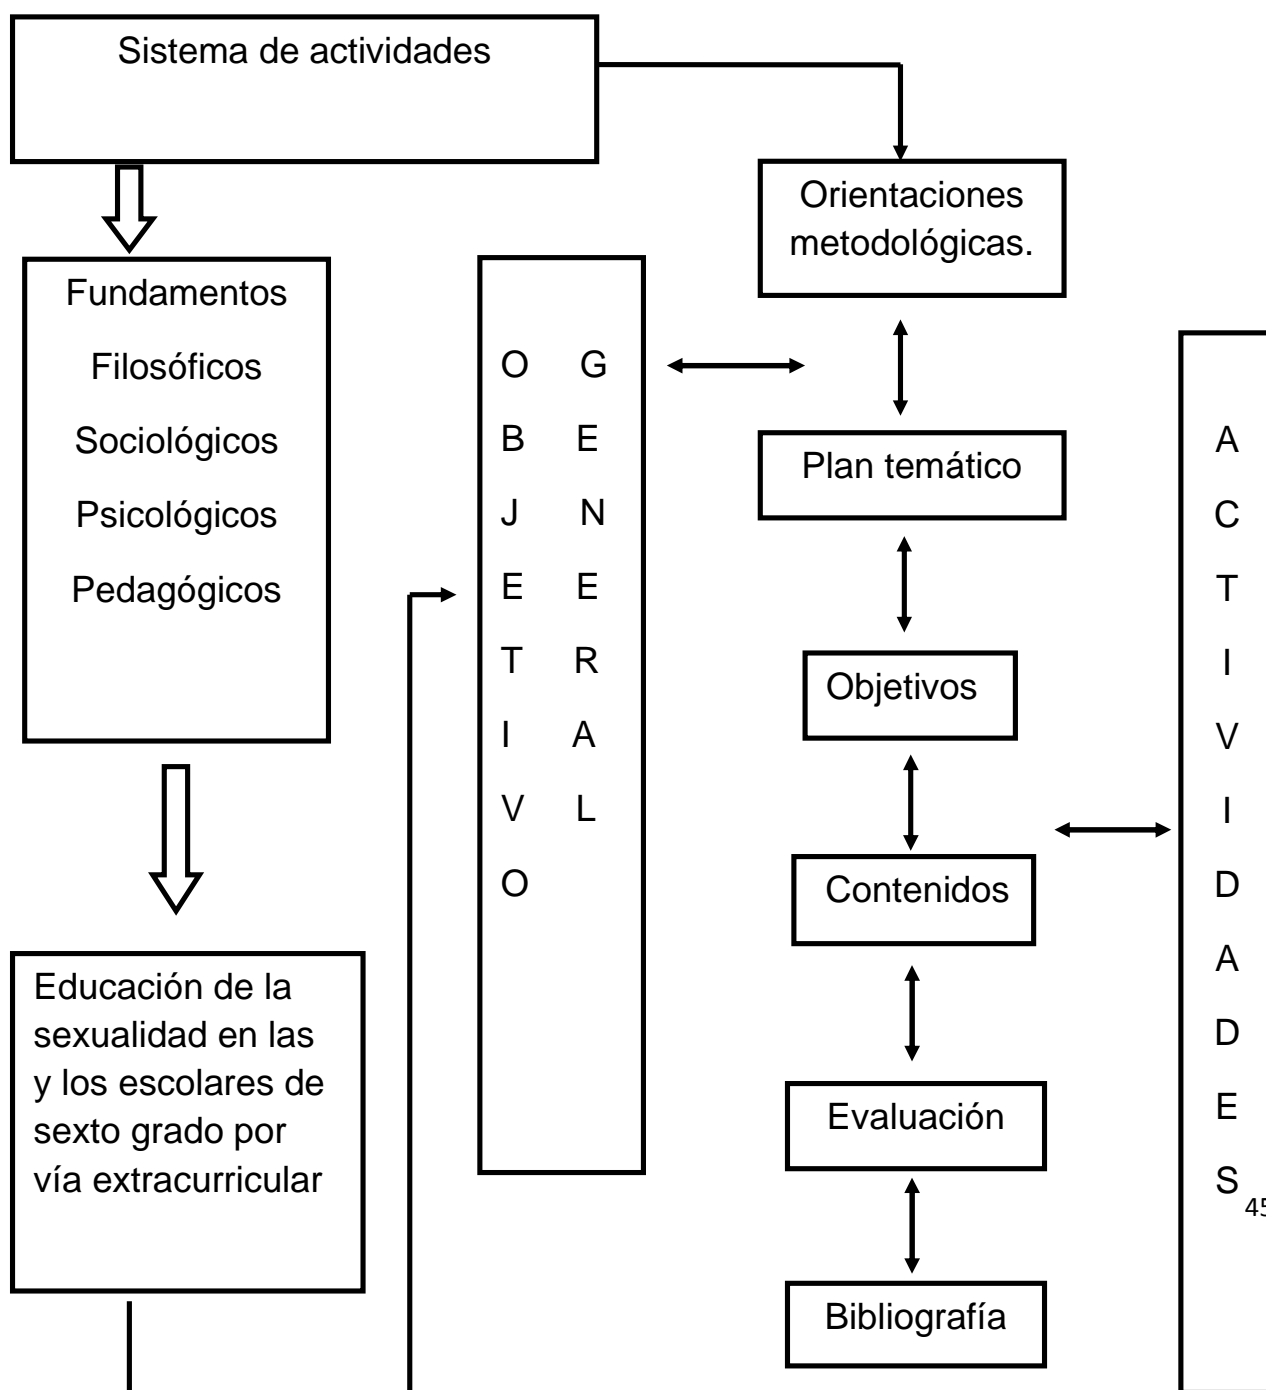 Sistema de actividades
Orientaciones
metodológicas.
Fundamentos
Filosóficos
Sociológicos
Psicológicos
Pedagógicos
Educación de la
sexualidad en las
y los escolares de
sexto grado por
vía extracurricular
O G
B E
J N
E E
T R
I A
V L
O
Plan temático
Objetivos
Contenidos
Evaluación
Bibliografía
A
C
T
I
V
I
D
A
D
E
S
45